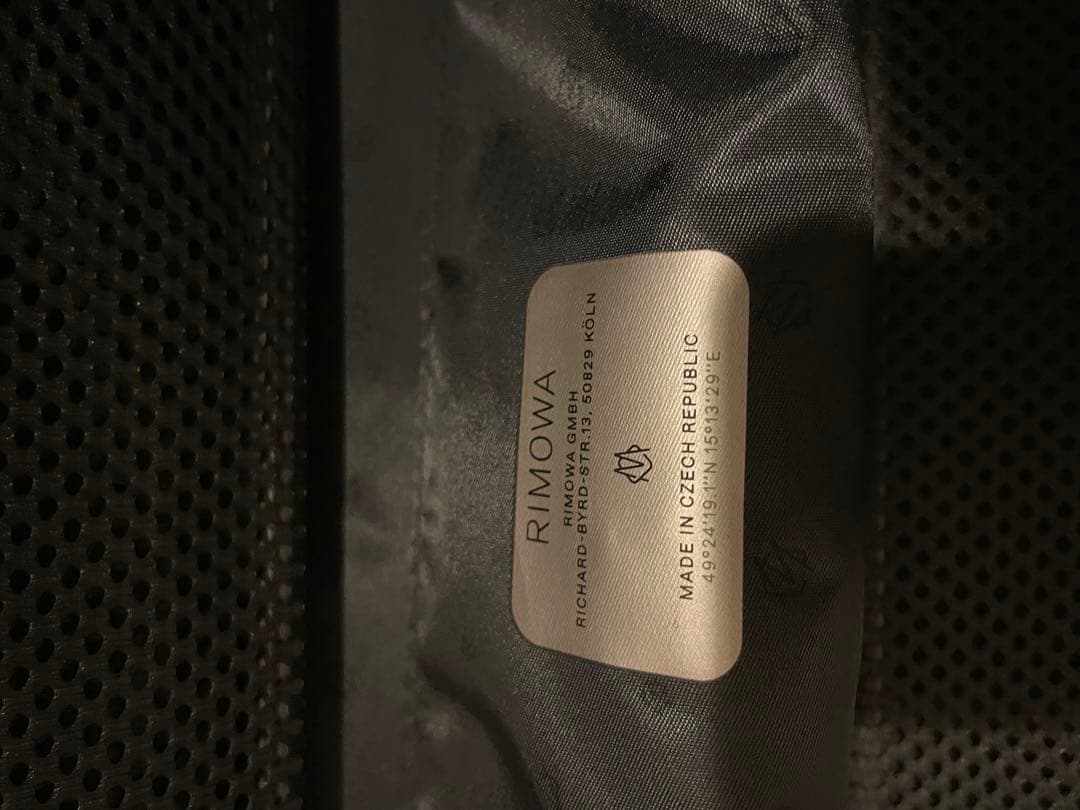 RIMOWA
RIMOWA GMBH
RICHARD-BYRD-STR.13, 50829 KÖLN
MADE IN CZECH REPUBLIC
49°24'19.1"N 15°13'29"E